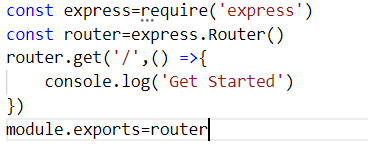 const express=require('express')
const router=express.Router()
router.get('/',() =>{
    console.log('Get Started')
})
module.exports=router